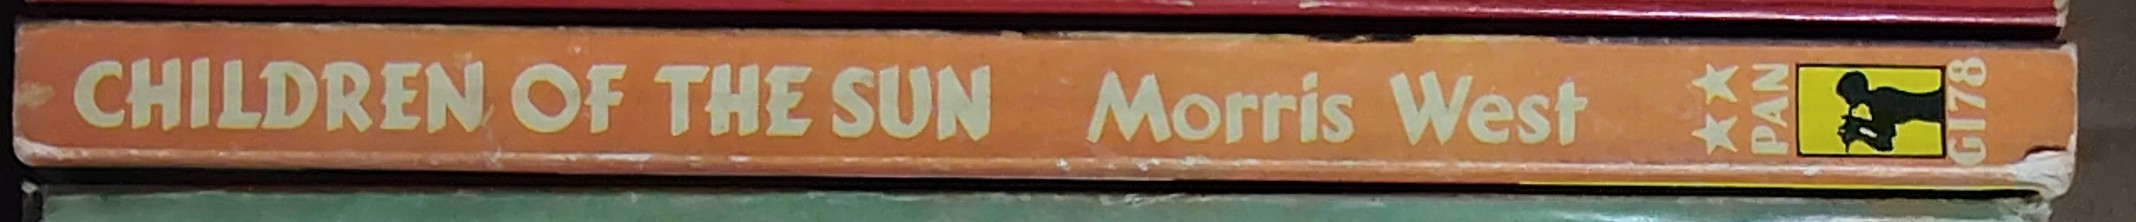 CHILDREN OF THE SUN Morris West
PAN
G178